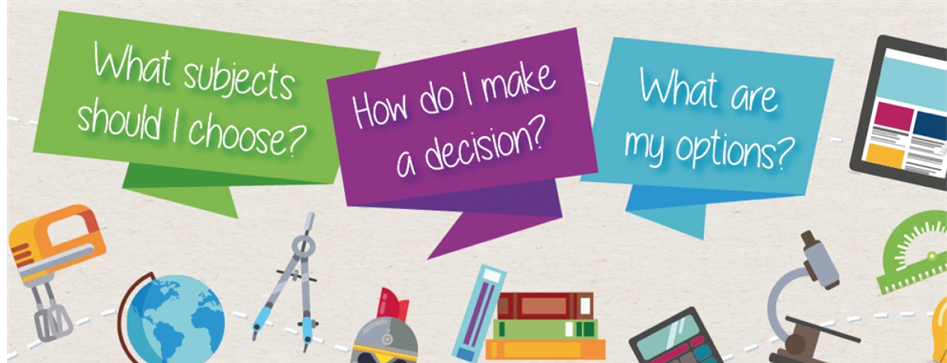 What subjects
should I choose?
How do I make
a decision?
What are
my options?